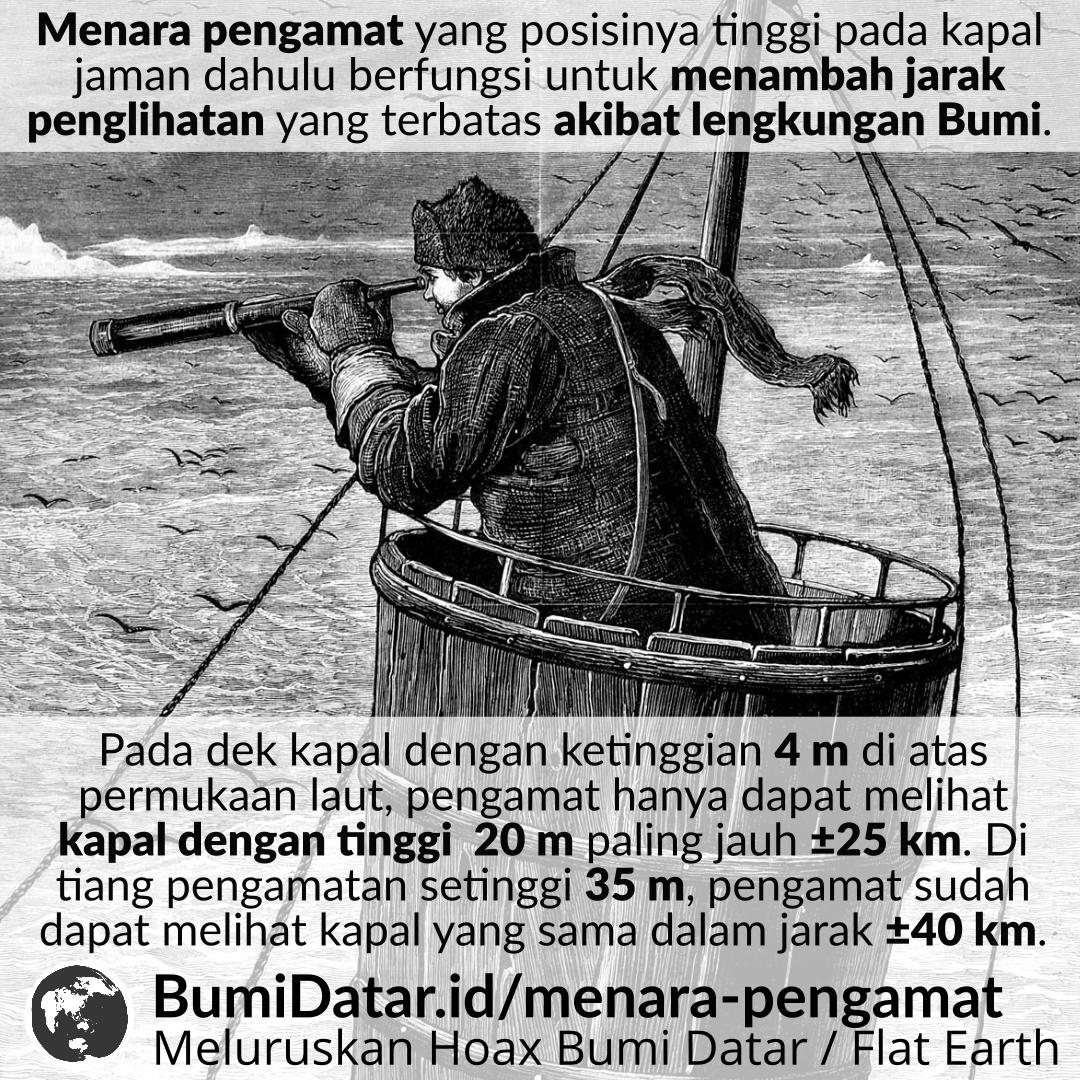 Menara pengamat yang posisinya tinggi pada kapal
jaman dahulu berfungsi untuk menambah jarak
penglihatan yang terbatas akibat lengkungan Bumi.
Pada dek kapal dengan ketinggian 4 m di atas
permukaan laut, pengamat hanya dapat melihat
kapal dengan tinggi 20 m paling jauh ±25 km. Di
tiang pengamatan setinggi 35 m, pengamat sudah
dapat melihat kapal yang sama dalam jarak ±40 km.
BumiDatar.id/menara-pengamat
Meluruskan Hoax Bumi Datar / Flat Earth